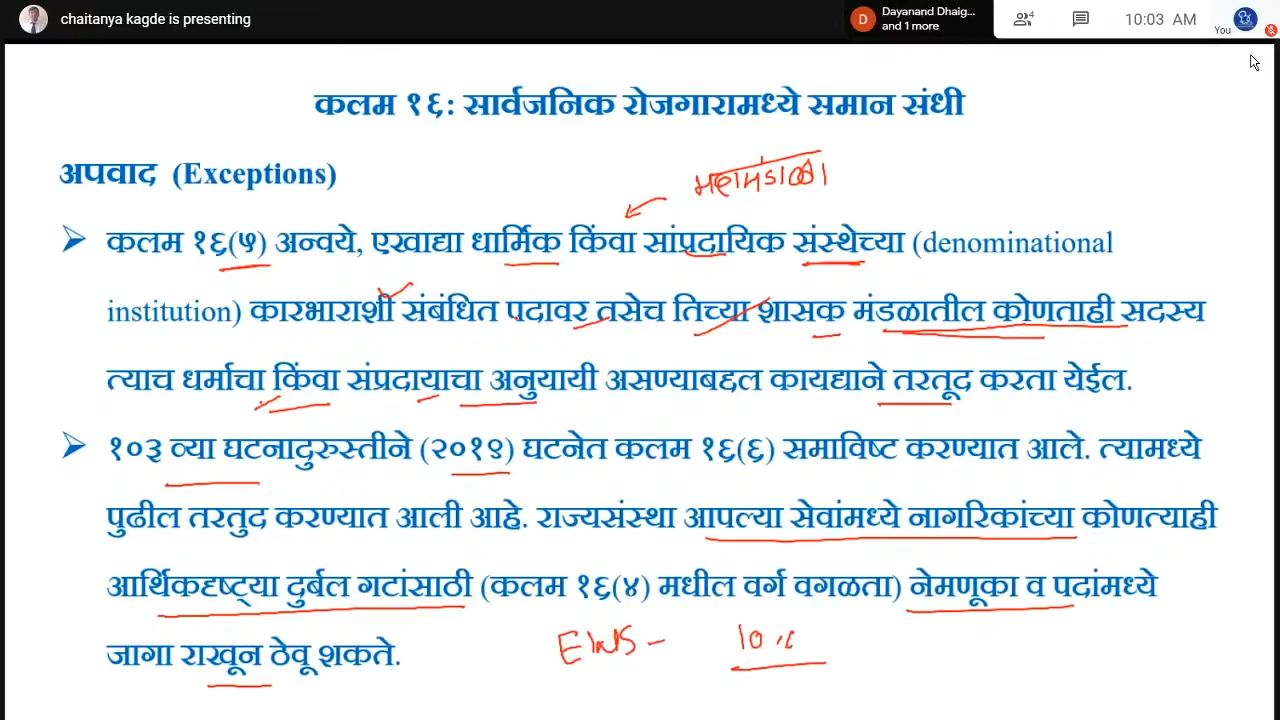 chaitanya kagde is presenting
D
Dayanand Dhaig...
and 1 more
4
10:03 AM
You
कलम १६: सार्वजनिक रोजगारामध्ये समान संधी
अपवाद (Exceptions)
➢ कलम १६(५) अन्वये, एखाद्या धार्मिक किंवा सांप्रदायिक संस्थेच्या (denominational
institution) कारभाराशी संबंधित पदावर तसेच तिच्या शासक मंडळातील कोणताही सदस्य
त्याच धर्माचा किंवा संप्रदायाचा अनुयायी असण्याबद्दल कायद्याने तरतूद करता येईल.
➢ १०३ व्या घटनादुरुस्तीने (२०१९) घटनेत कलम १६(६) समाविष्ट करण्यात आले. त्यामध्ये
पुढील तरतुद करण्यात आली आहे. राज्यसंस्था आपल्या सेवांमध्ये नागरिकांच्या कोणत्याही
आर्थिकदृष्ट्या दुर्बल गटांसाठी (कलम १६(४) मधील वर्ग वगळता) नेमणूका व पदांमध्ये
जागा राखून ठेवू शकते.
EWS - 10%